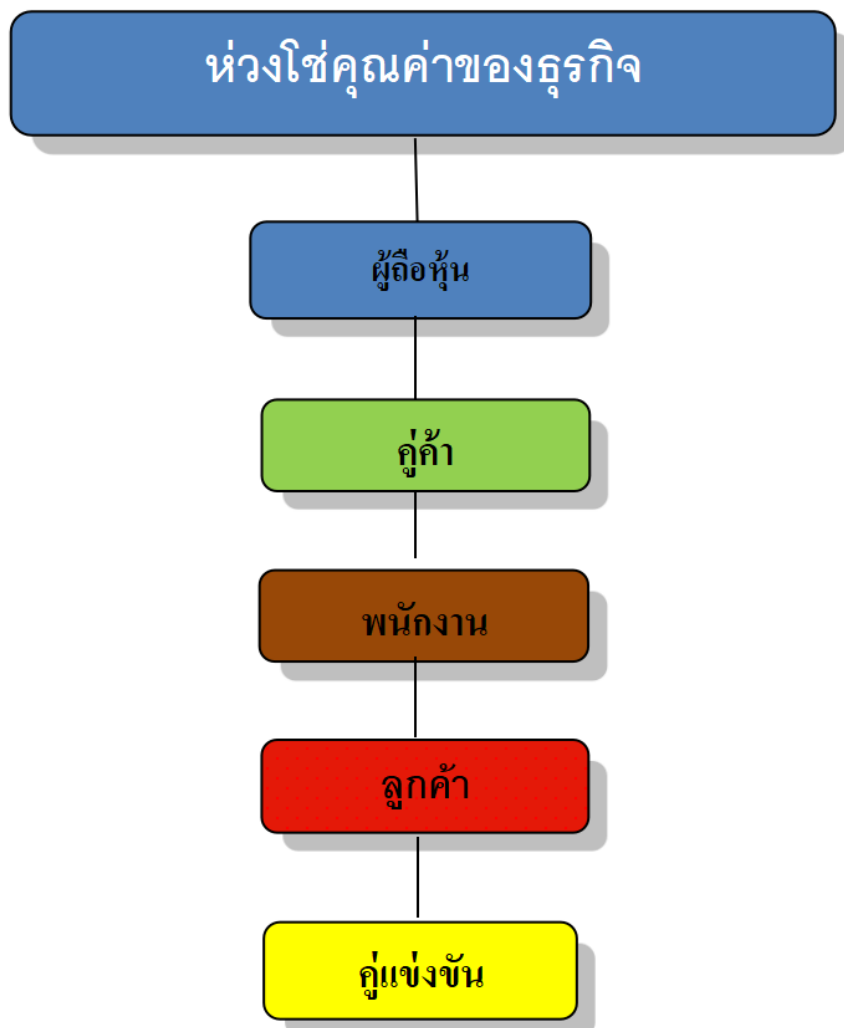 ห่วงโซ่คุณค่าของธุรกิจ
ผู้ถือหุ้น
คู่ค้า
พนักงาน
ลูกค้า
คู่แข่งขัน